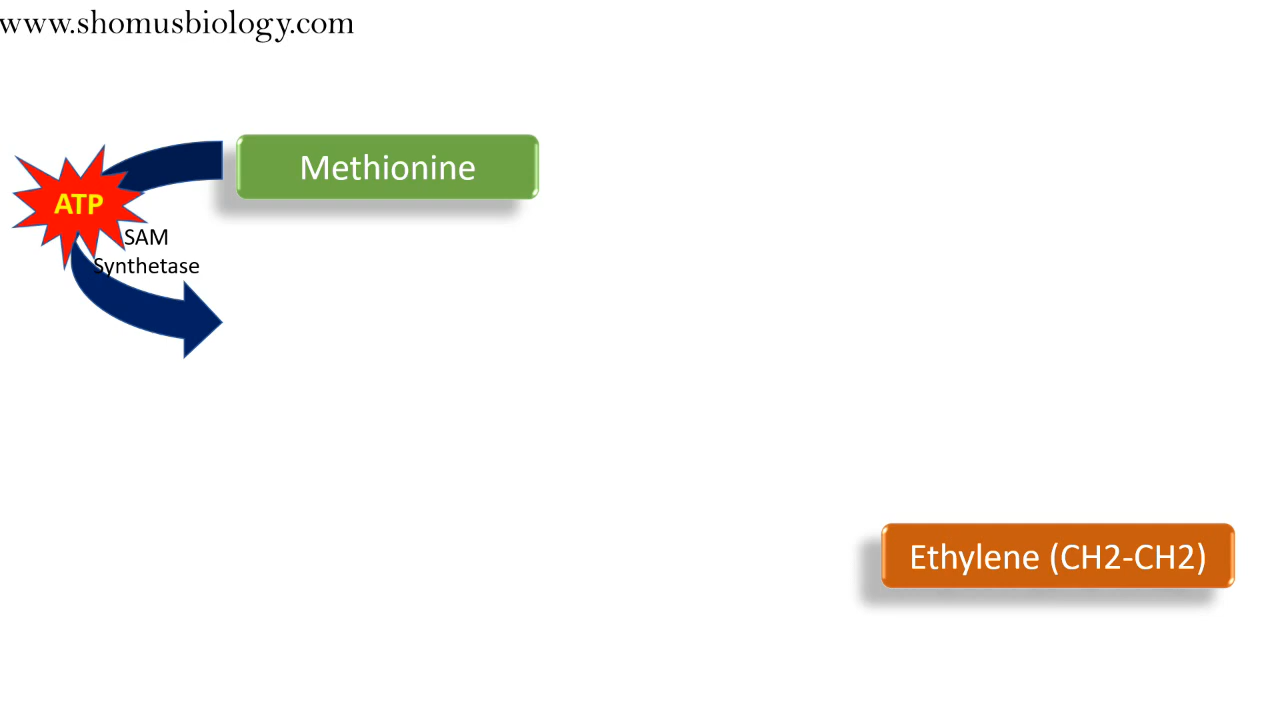 www.shomusbiology.com
Methionine
ATP
SAM
Synthetase
Ethylene (CH2-CH2)